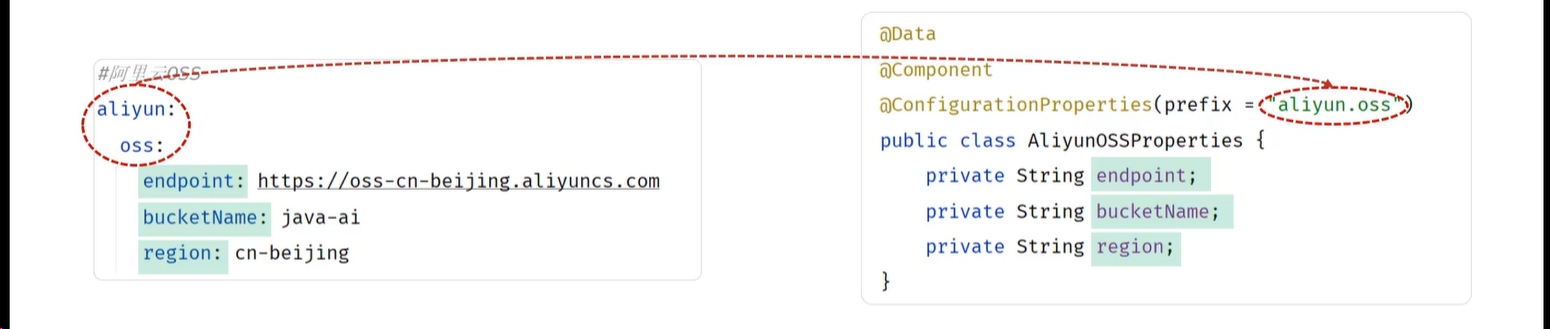 #阿里云OSS
aliyun:
oss:
endpoint: https://oss-cn-beijing.aliyuncs.com
bucketName: java-ai
region: cn-beijing
@Data
@Component
@ConfigurationProperties(prefix = "aliyun.oss")
public class AliyunOSSProperties {
private String endpoint;
private String bucketName;
private String region;
}